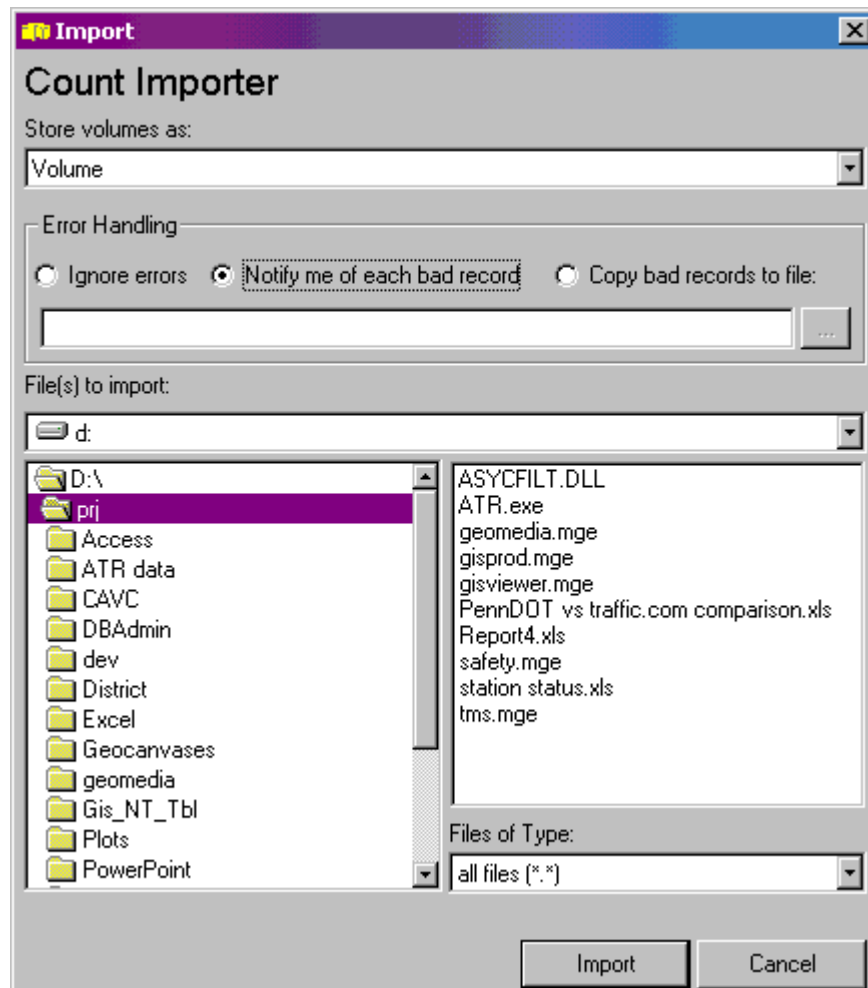 Import
Count Importer
Store volumes as:
Volume
Error Handling
Ignore errors Notify me of each bad record Copy bad records to file:
...
File(s) to import:
d:
D:\
prj
Access
ATR data
CAVC
DBAdmin
dev
District
Excel
Geocanvases
geomedia
Gis_NT_Tbl
Plots
PowerPoint
ASYCFILT.DLL
ATR.exe
geomedia.mge
gisprod.mge
gisviewer.mge
PennDOT vs traffic.com comparison.xls
Report4.xls
safety.mge
station status.xls
tms.mge
Files of Type:
all files (*.*)
Import Cancel